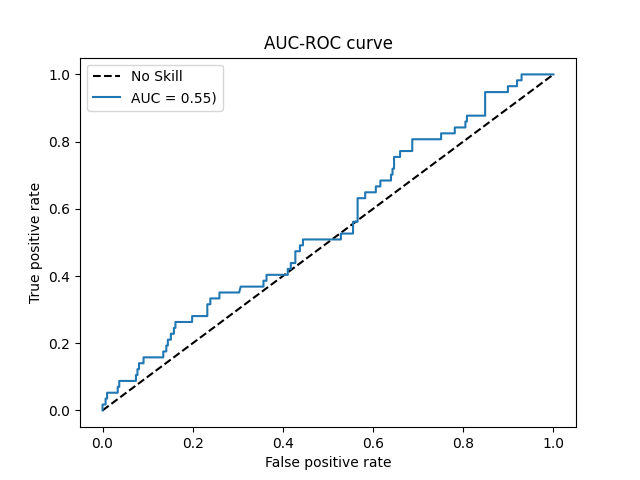 AUC-ROC curve
No Skill
AUC = 0.55)
1.0
0.8
0.6
0.4
0.2
0.0
True positive rate
0.0 0.2 0.4 0.6 0.8 1.0
False positive rate